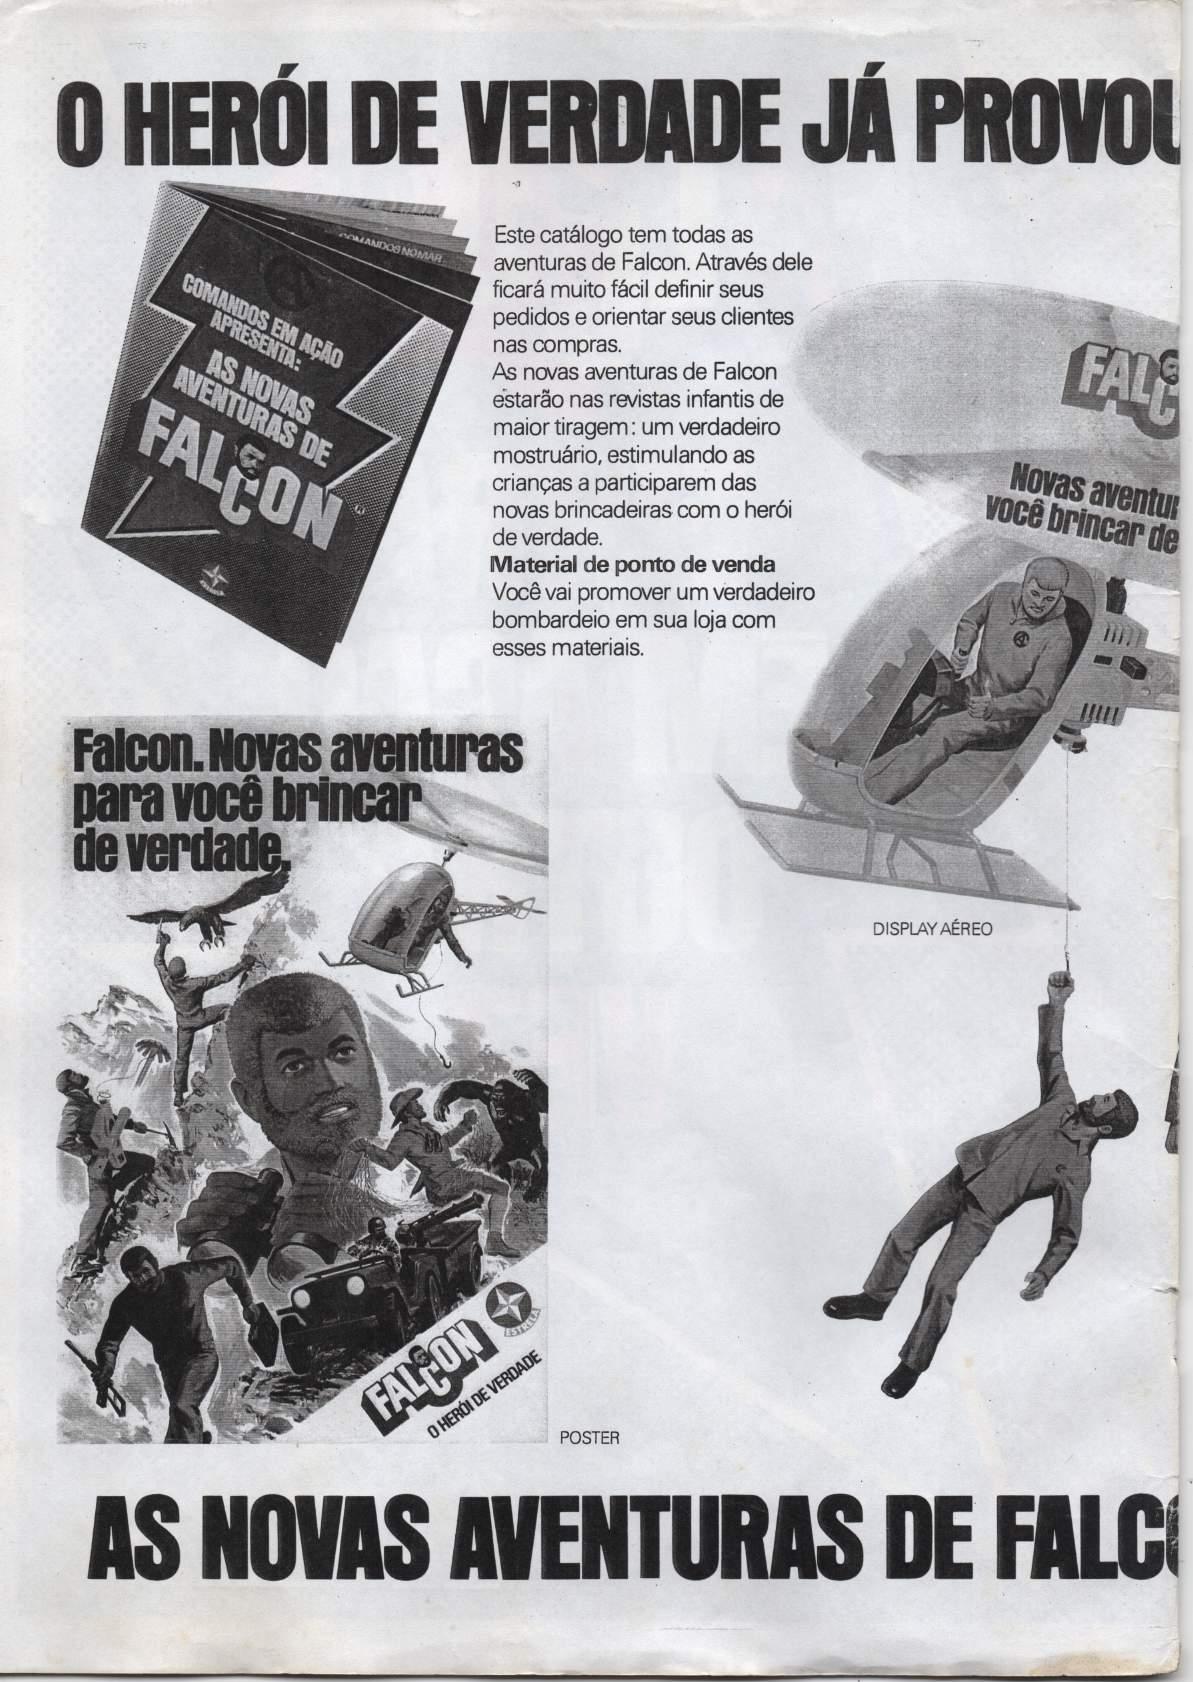 O HERÓI DE VERDADE JÁ PROVOU
COMANDOS NO MAR
COMANDOS EM AÇÃO
APRESENTA:
AS NOVAS
AVENTURAS DE
FALCON
ESTRELA
Este catálogo tem todas as
aventuras de Falcon. Através dele
ficará muito fácil definir seus
pedidos e orientar seus clientes
nas compras.
As novas aventuras de Falcon
estarão nas revistas infantis de
maior tiragem: um verdadeiro
mostruário, estimulando as
crianças a participarem das
novas brincadeiras com o herói
de verdade.
Material de ponto de venda
Você vai promover um verdadeiro
bombardeio em sua loja com
esses materiais.
FALC
Novas aventur
você brincar de
DISPLAY AÉREO
Falcon. Novas aventuras
para você brincar
de verdade.
ESTRELA
FALCON
O HERÓI DE VERDADE
POSTER
AS NOVAS AVENTURAS DE FALCO